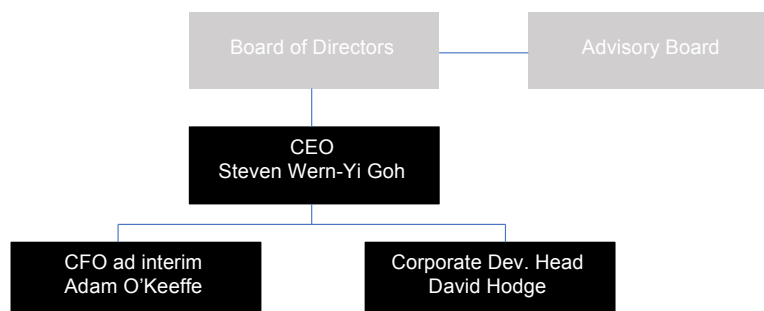 Board of Directors
Advisory Board
CEO
Steven Wern-Yi Goh
CFO ad interim
Adam O'Keeffe
Corporate Dev. Head
David Hodge